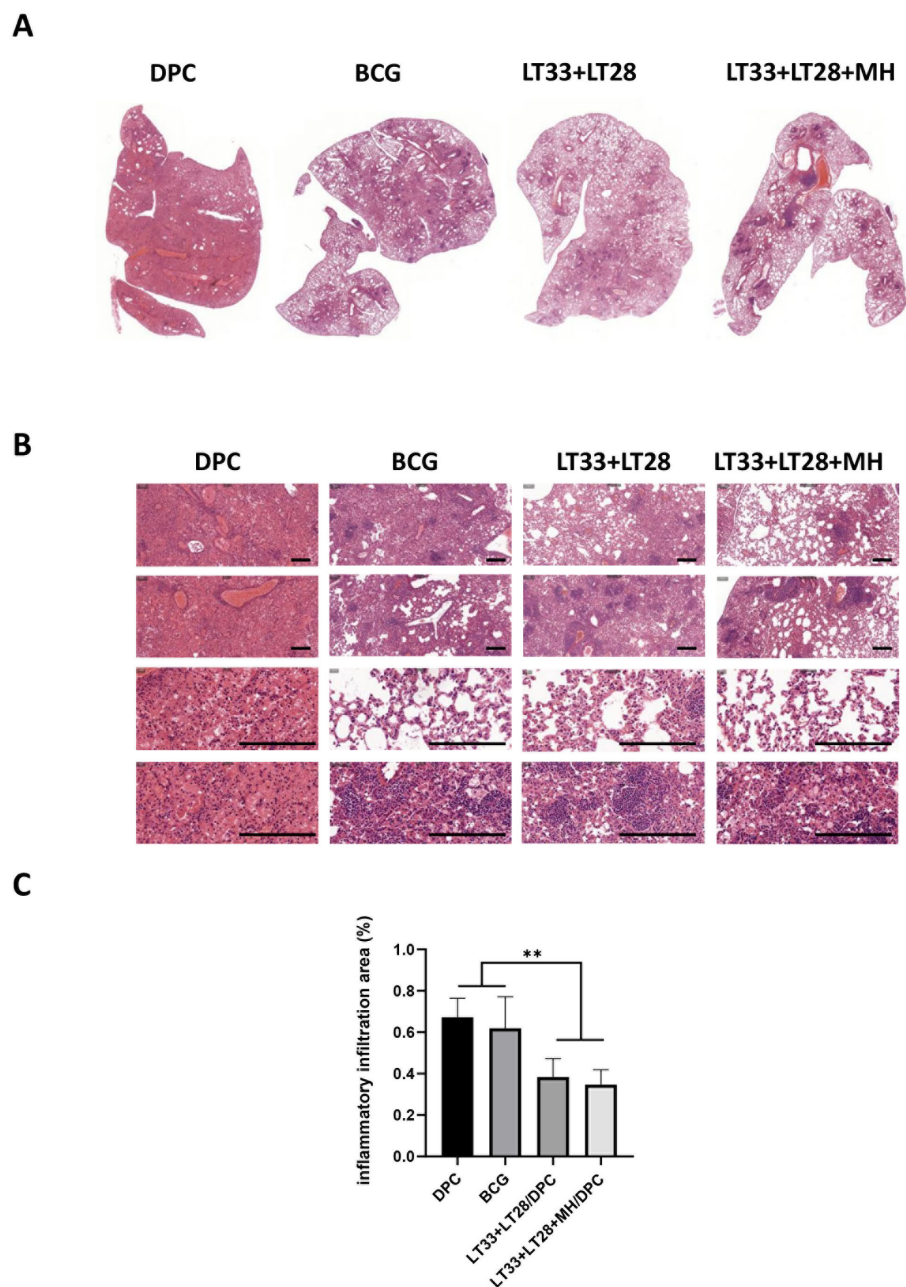 A
DPC BCG LT33+LT28 LT33+LT28+MH
B
DPC BCG LT33+LT28 LT33+LT28+MH
C
inflammatory infiltration area (%)
1.0
0.8
0.6
0.4
0.2
0.0
**
DPC
BCG
LT33+LT28/DPC
LT33+LT28+MH/DPC